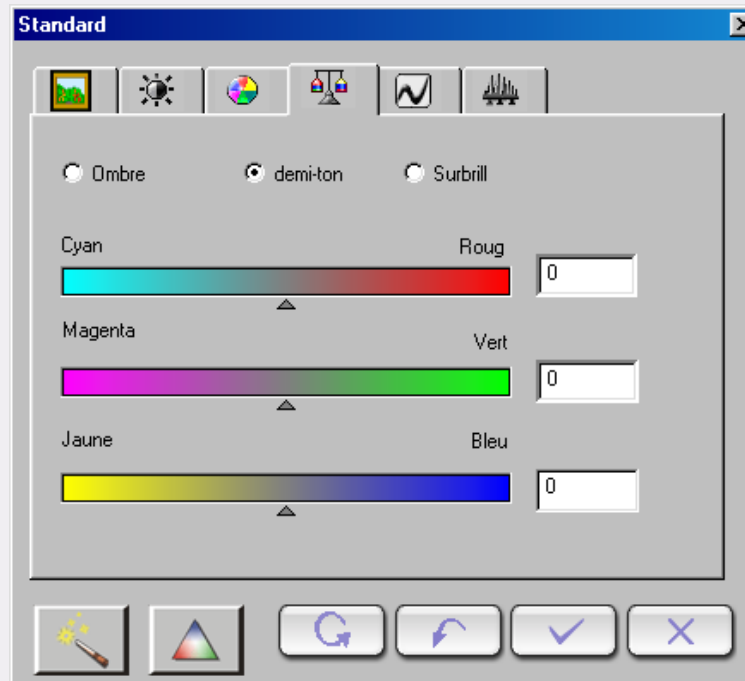 Standard
Ombre demi-ton Surbrill
Cyan Roug
0
Magenta Vert
0
Jaune Bleu
0